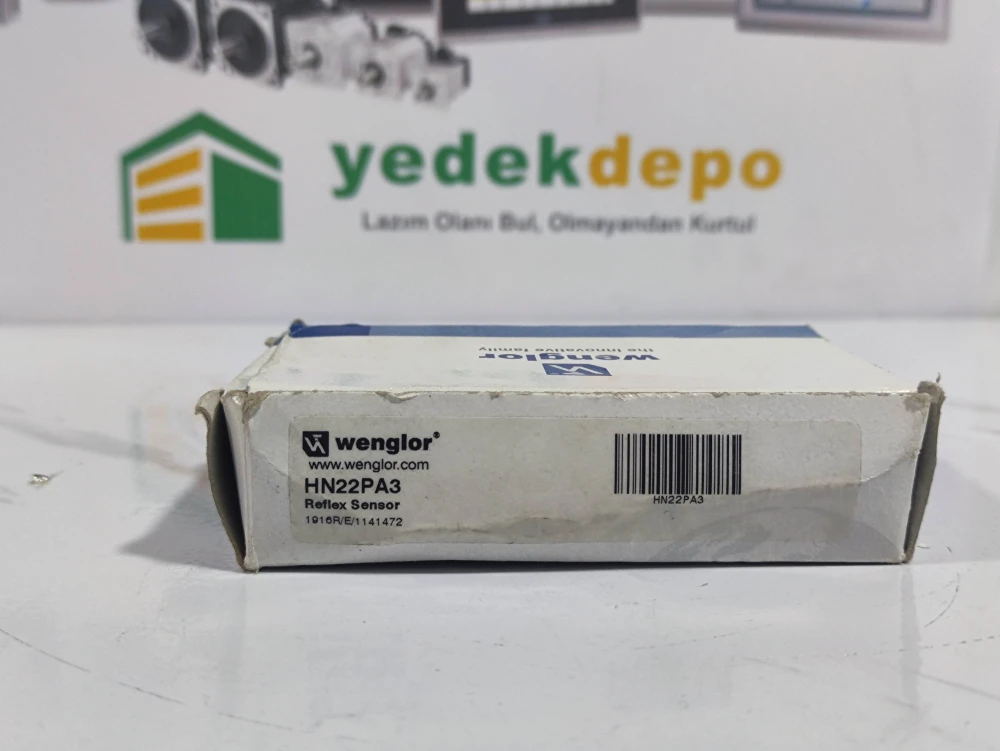 yedekdepo
Lazım Olanı Bul, Olmayandan Kurtul
the innovative family
wenglor
wenglor®
www.wenglor.com
HN22PA3
Reflex Sensor
1916R/E/1141472
HN22PA3